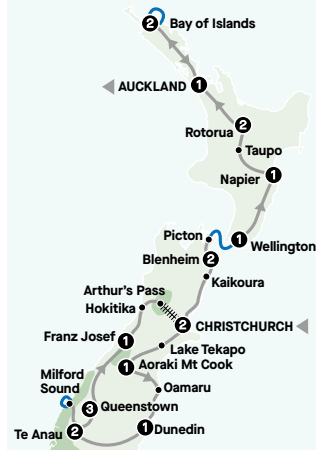 2 Bay of Islands
AUCKLAND 1
Rotorua 2
Taupo
Napier 1
Picton
1 Wellington
Blenheim 2
Kaikoura
Arthur's Pass
Hokitika
2 CHRISTCHURCH
Franz Josef 1
Lake Tekapo
1 Aoraki Mt Cook
Milford
Sound
Oamaru
3 Queenstown
Te Anau 2
1 Dunedin